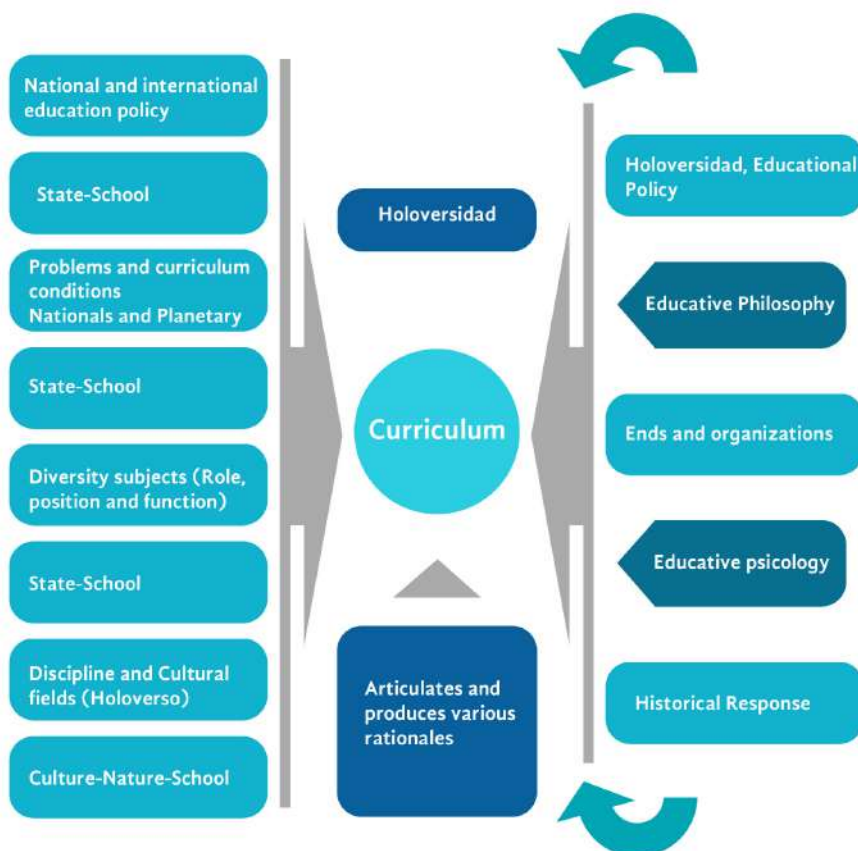 National and international
education policy
State-School
Problems and curriculum
conditions
Nationals and Planetary
State-School
Diversity subjects (Role,
position and function)
State-School
Discipline and Cultural
fields (Holoverso)
Culture-Nature-School
Holoversidad
Curriculum
Articulates and
produces various
rationales
Holoversidad, Educational
Policy
Educative Philosophy
Ends and organizations
Educative psicology
Historical Response